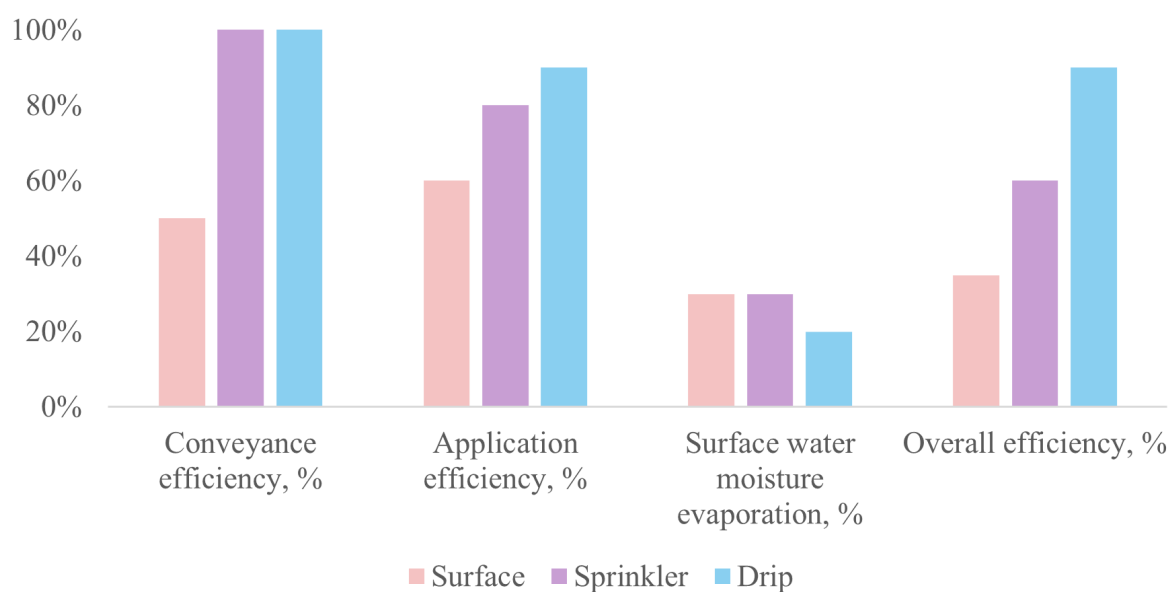 100%
80%
60%
40%
20%
0%
Conveyance
efficiency, %
Application
efficiency, %
Surface water
moisture
evaporation, %
Overall efficiency, %
Surface
Sprinkler
Drip